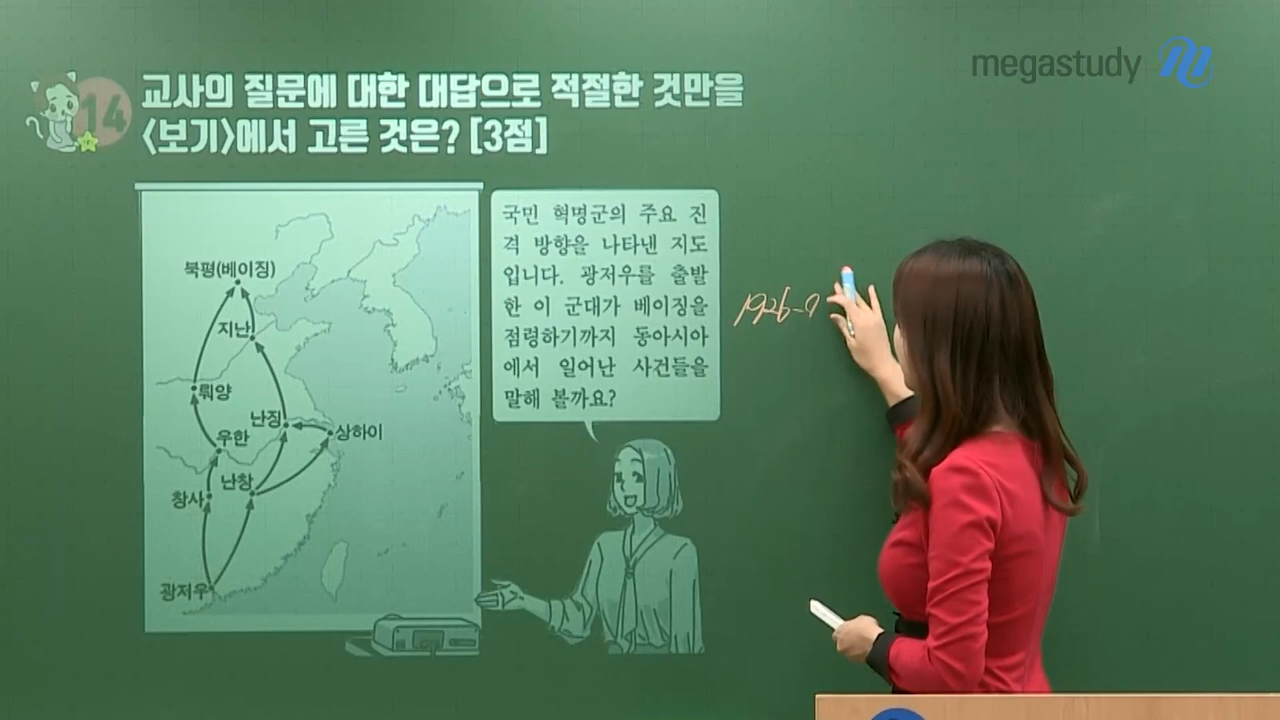 megastudy
14
교사의 질문에 대한 대답으로 적절한 것만을
〈보기〉에서 고른 것은? [3점]
국민 혁명군의 주요 진
격 방향을 나타낸 지도
입니다. 광저우를 출발
한 이 군대가 베이징을
점령하기까지 동아시아
에서 일어난 사건들을
말해 볼까요?
북평(베이징)
지난
뤄양
난징
상하이
우한
난창
창사
광저우
1926-